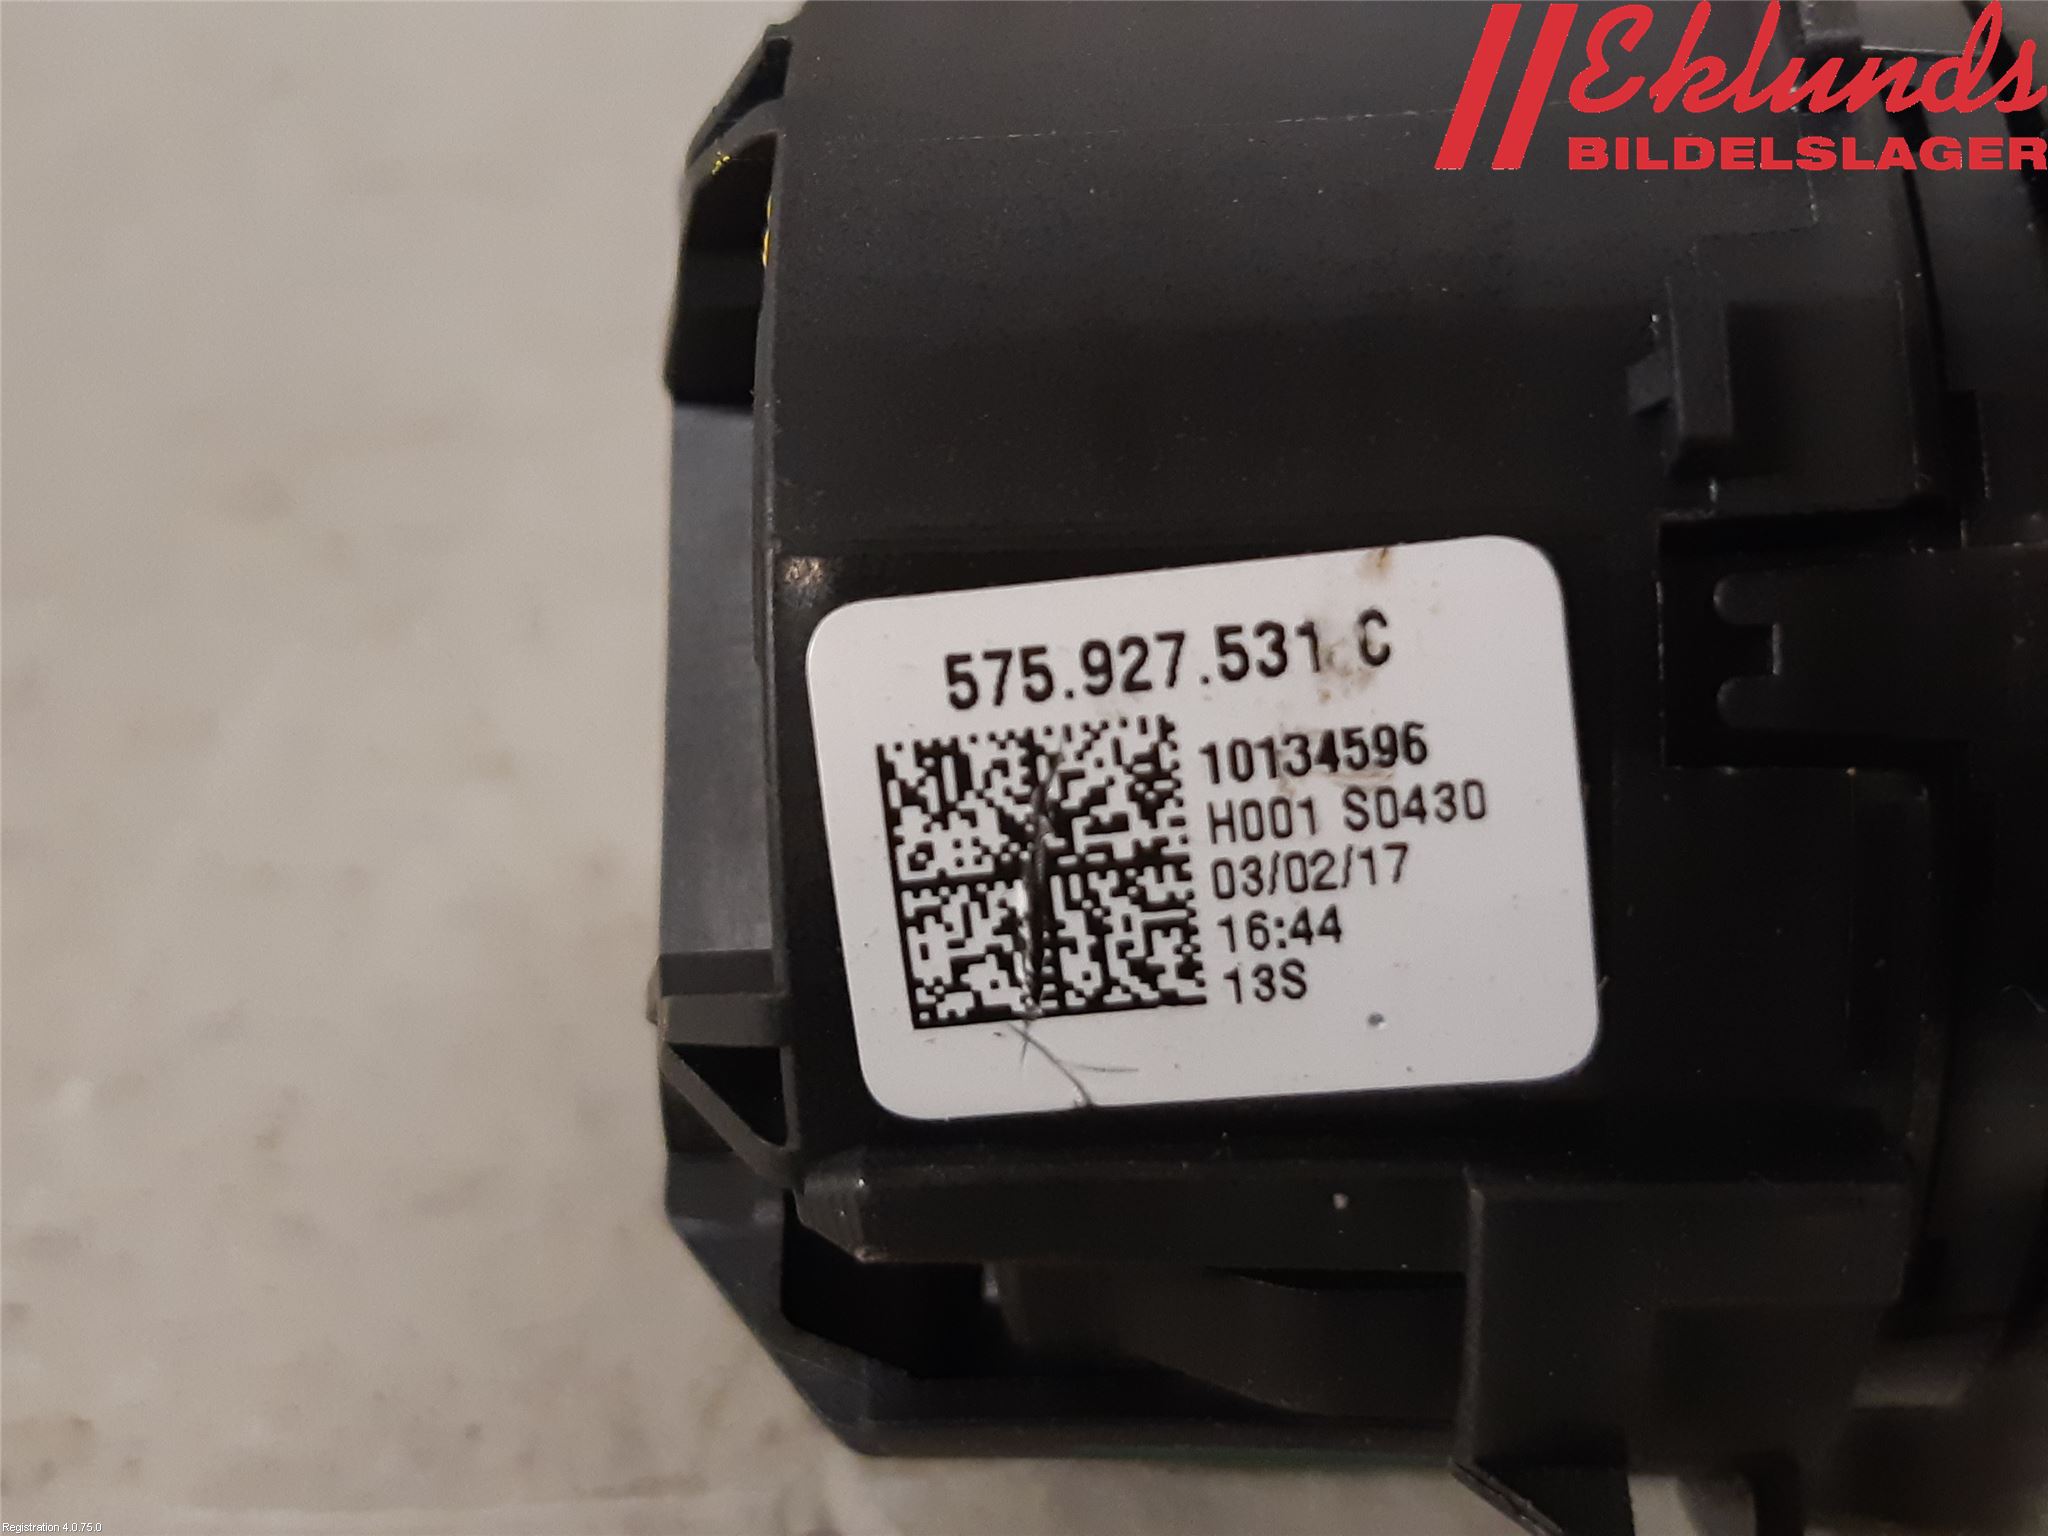 Eklunds
BILDELSLAGER
575.927.531 C
10134596
H001 S0430
03/02/17
16:44
13S
Registration 4.0.75.0